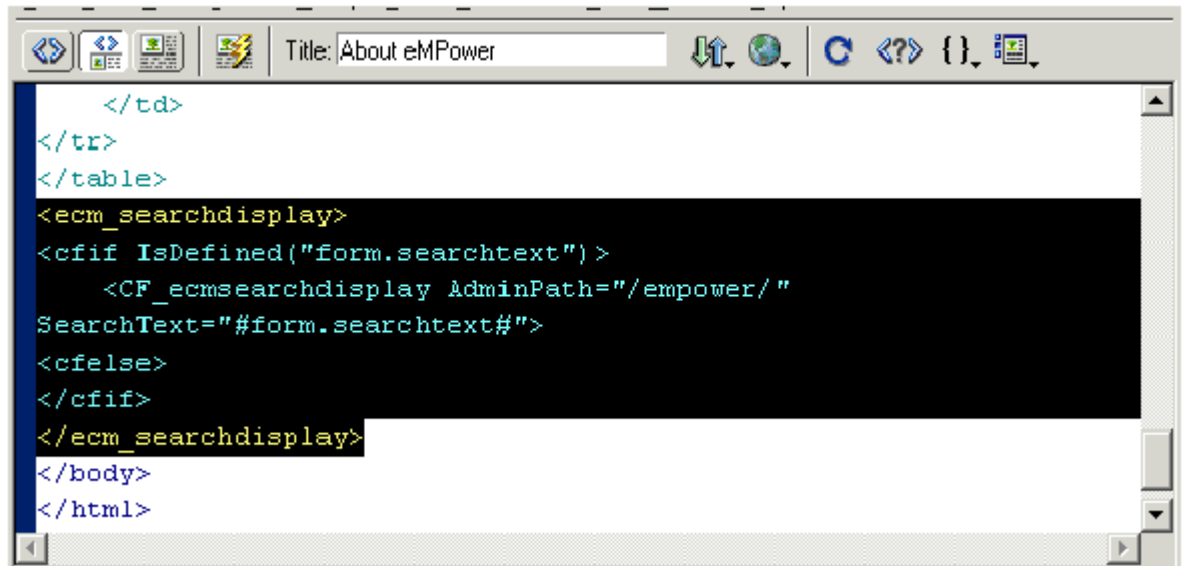 Title: About eMPower
</td>
</tr>
</table>
<ecm_searchdisplay>
<cfif IsDefined("form.searchtext")>
<CF_ecmsearchdisplay AdminPath="/empower/"
SearchText="#form.searchtext#">
<cfelse>
</cfif>
</ecm_searchdisplay>
</body>
</html>